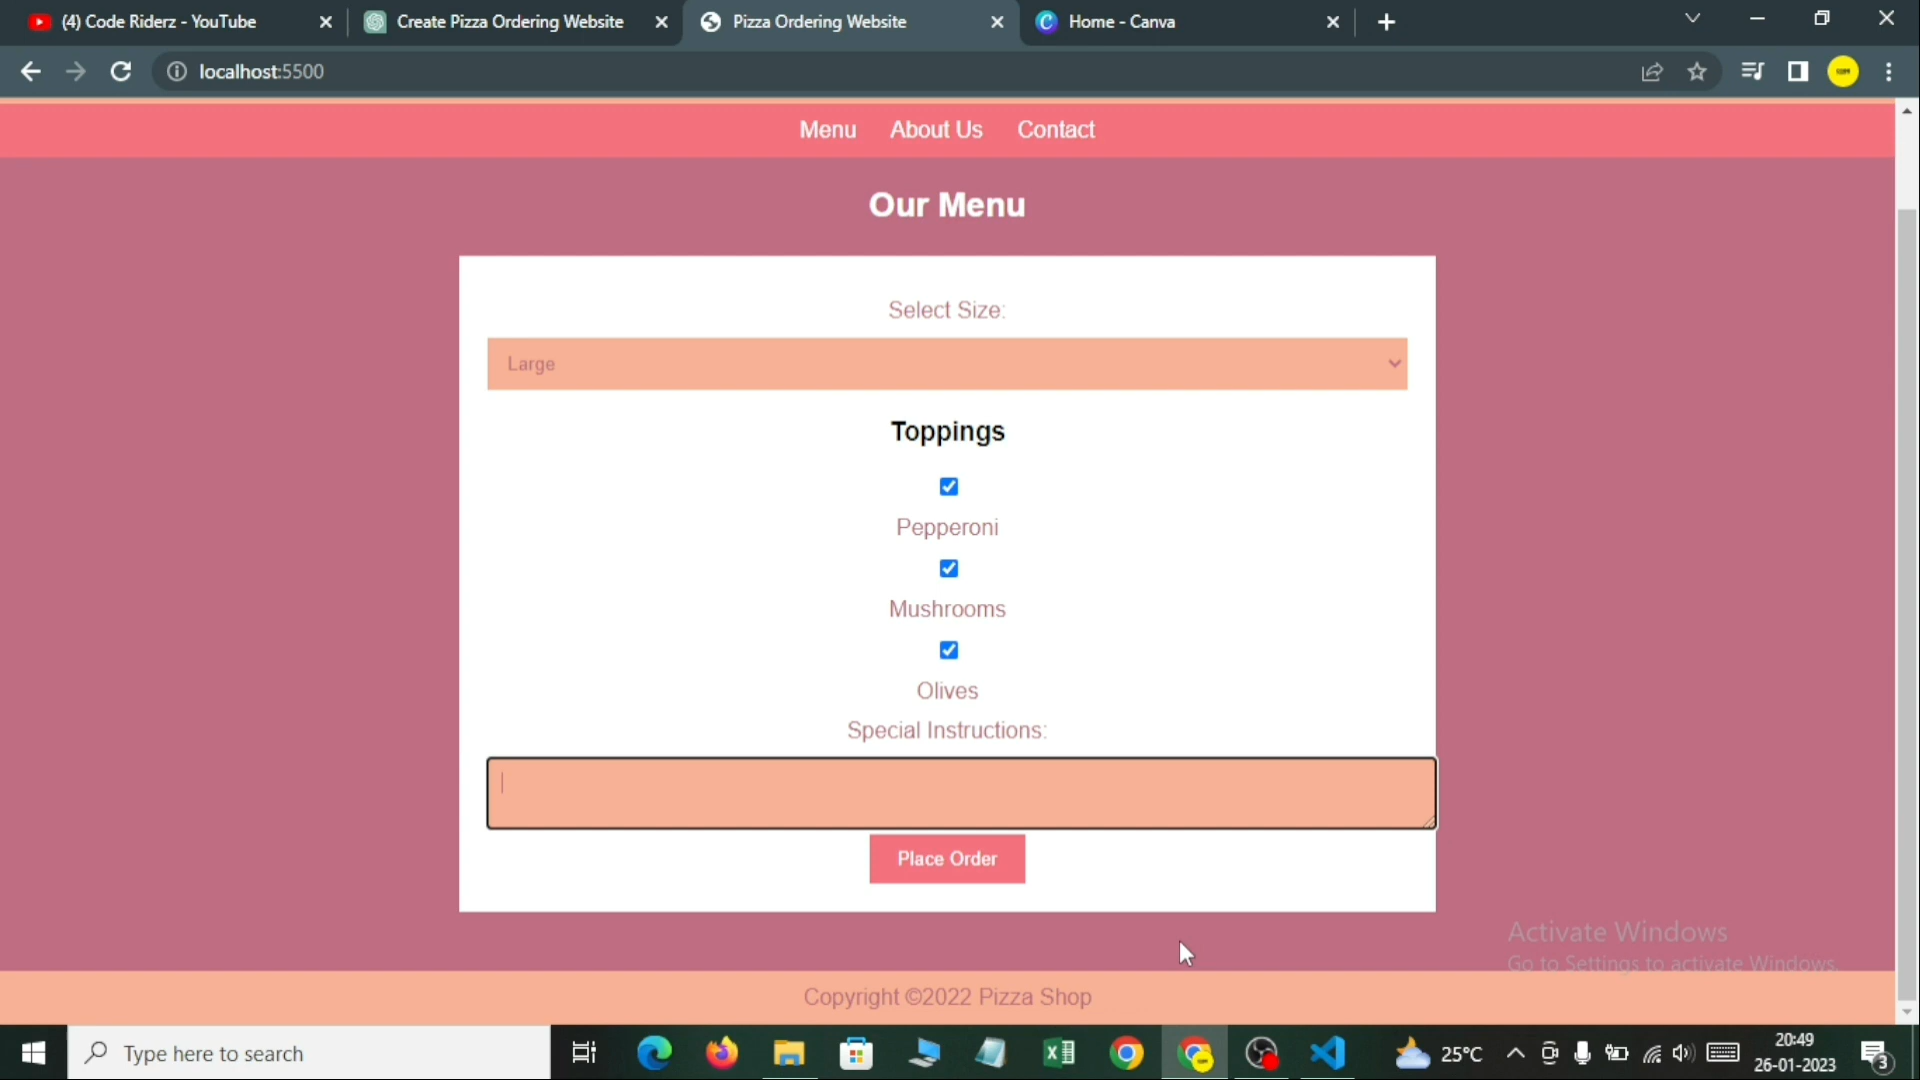 (4) Code Riderz - YouTube
Create Pizza Ordering Website
Pizza Ordering Website
Home - Canva
localhost:5500
Menu About Us Contact
Our Menu
Select Size:
Large
Toppings
Pepperoni
Mushrooms
Olives
Special Instructions:
Place Order
Activate Windows
Go to Settings to activate Windows.
Copyright ©2022 Pizza Shop
Type here to search
25°C
20:49
26-01-2023
3